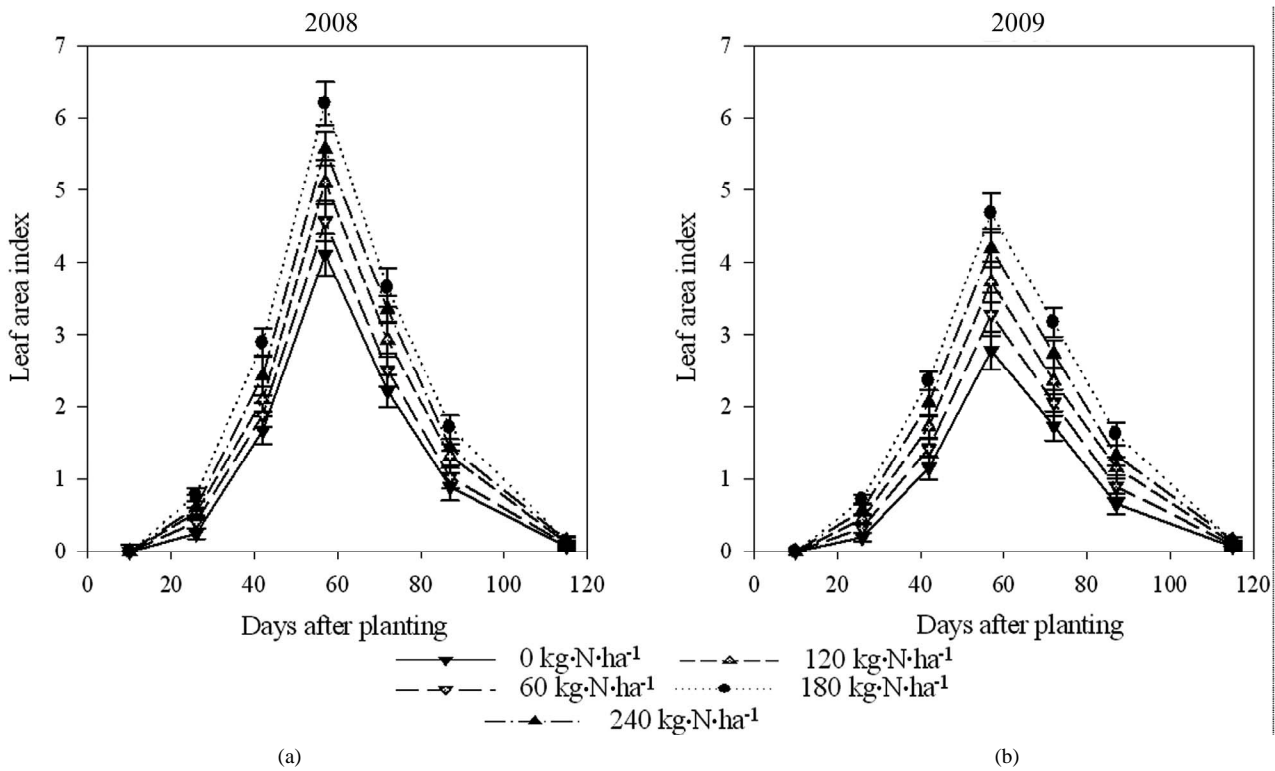 2008
2009
7
6
5
4
3
2
1
0
Leaf area index
0 20 40 60 80 100 120
Days after planting
7
6
5
4
3
2
1
0
Leaf area index
0 20 40 60 80 100 120
Days after planting
0 kg·N·ha⁻¹
120 kg·N·ha⁻¹
60 kg·N·ha⁻¹
180 kg·N·ha⁻¹
240 kg·N·ha⁻¹
(a)
(b)